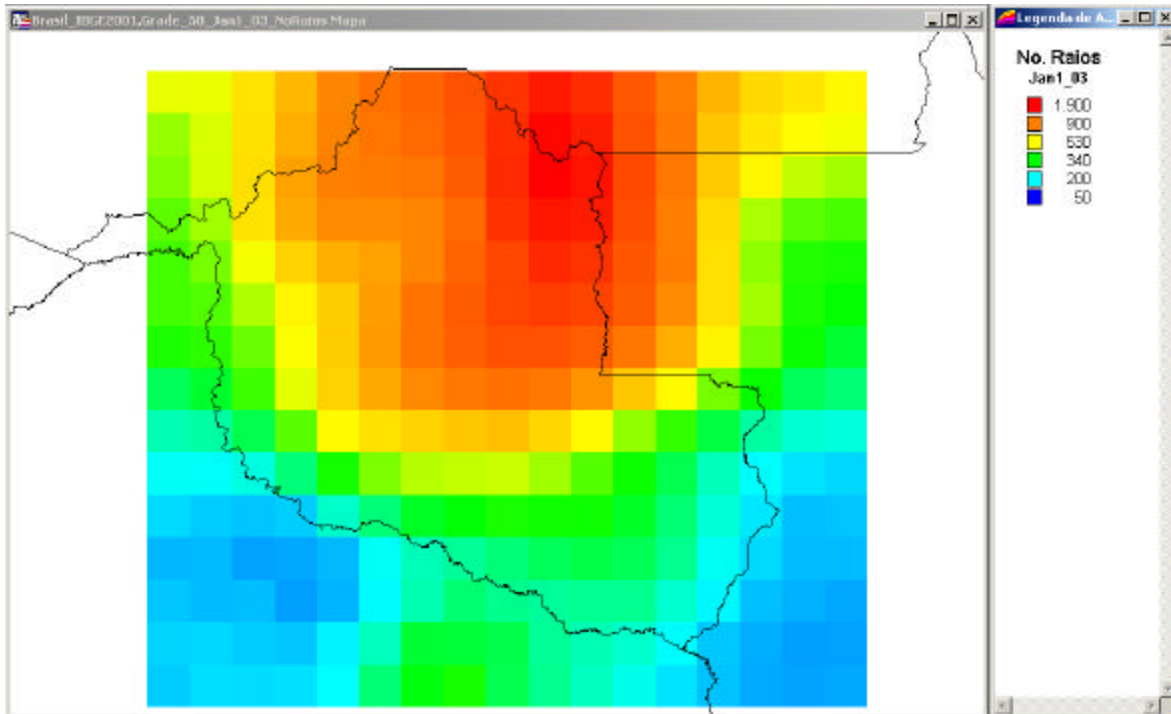 Brasil_IBGE2001,Grade_50_Jan1_03_NoRaios.Mapa
Legenda de A...
No. Raios
Jan1_03
1.900
900
530
340
200
50